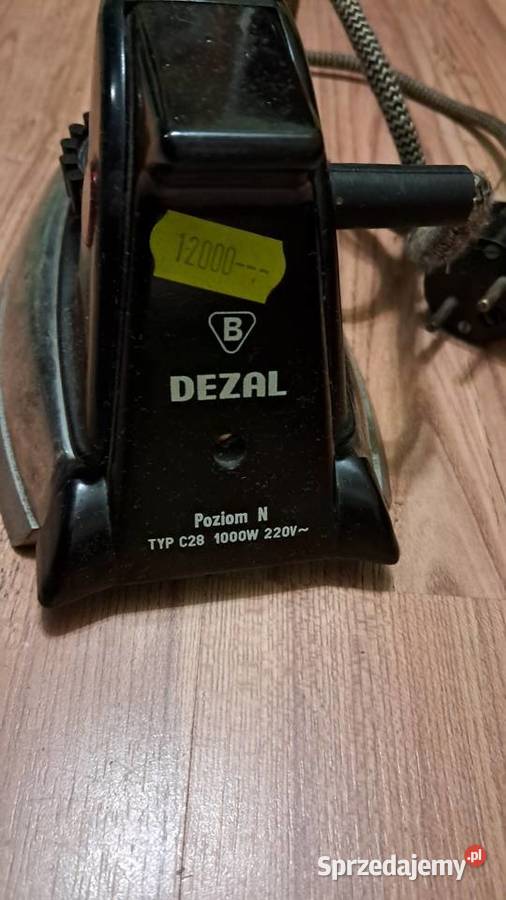 12000---
B
DEZAL
Poziom N
TYP C28 1000W 220V~
Sprzedajemy.pl